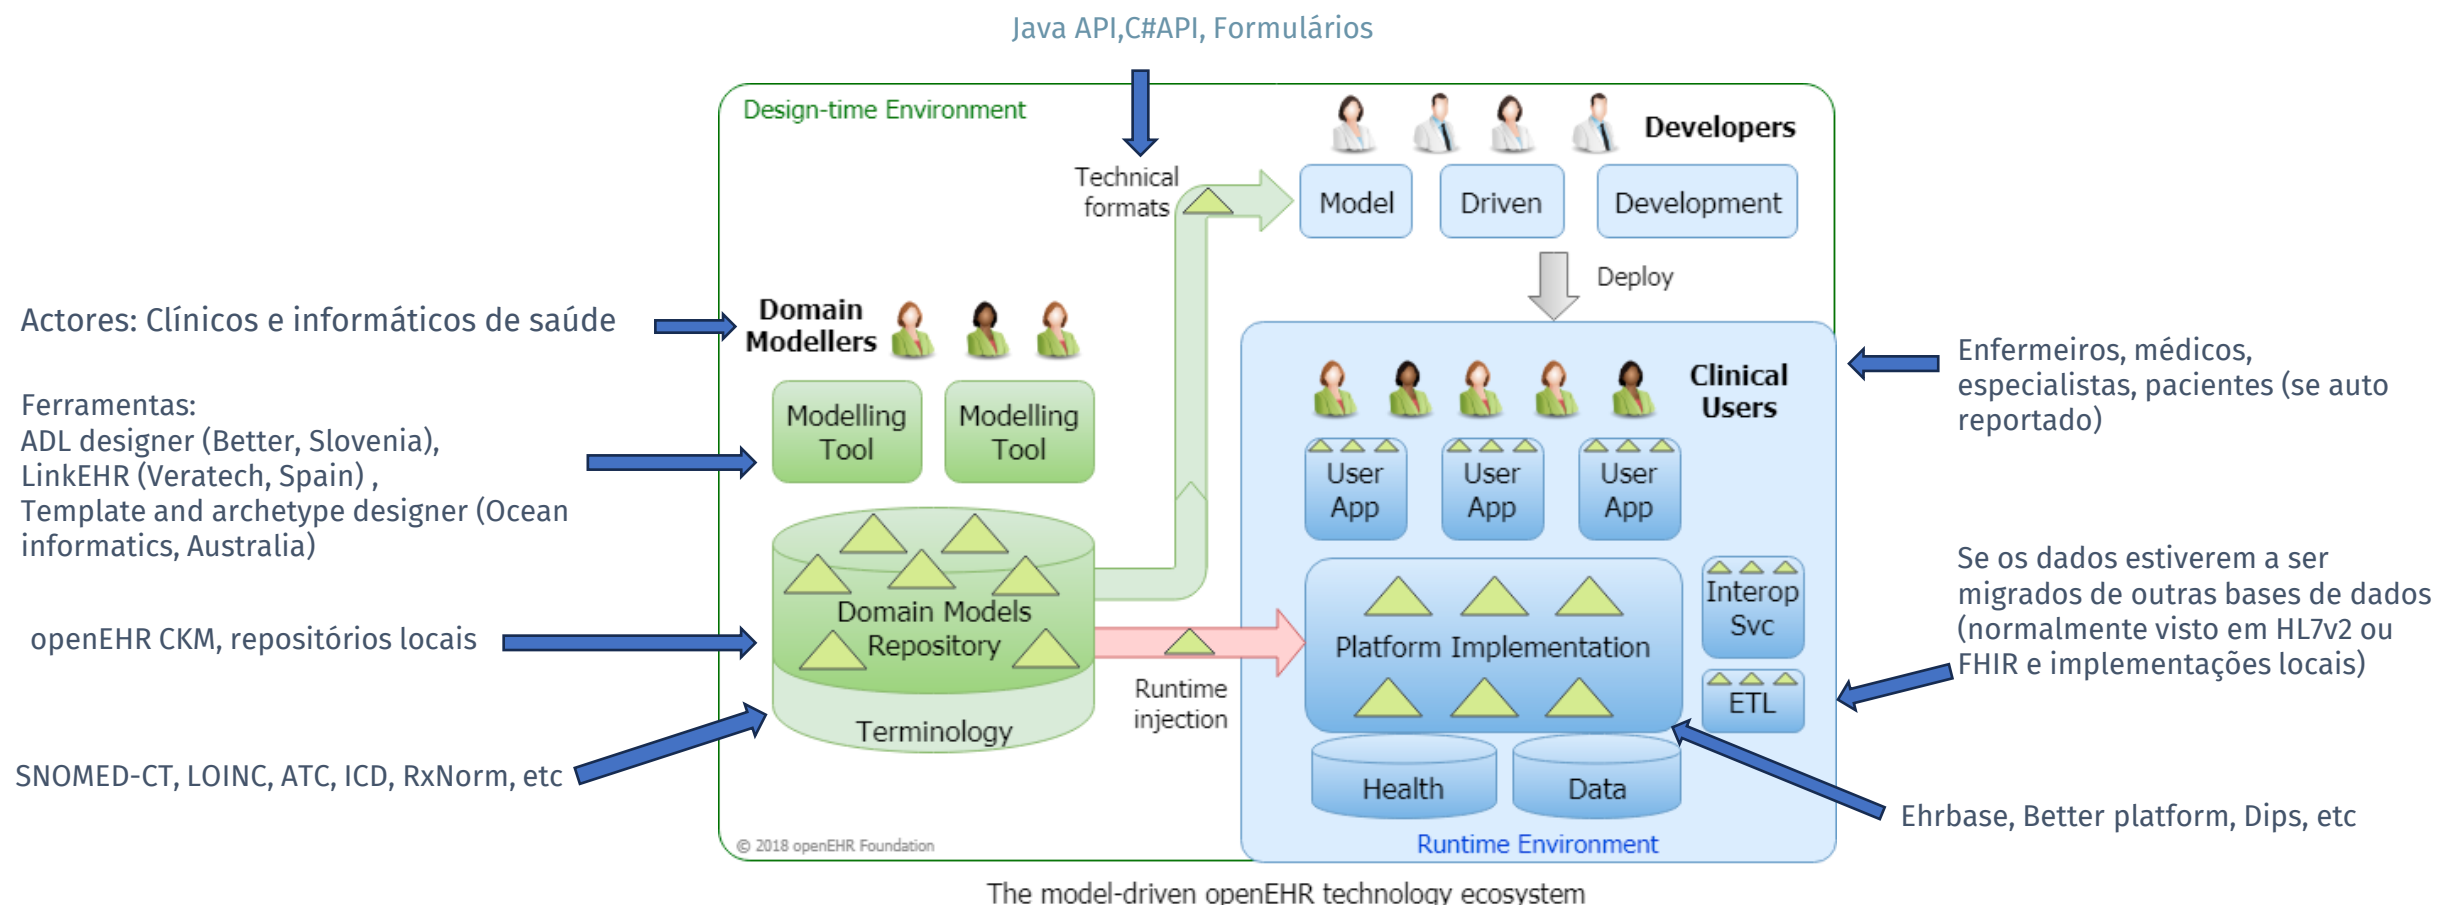 Java API,C#API, Formulários
Design-time Environment
Developers
Technical
formats
Model
Driven
Development
Deploy
Actores: Clínicos e informáticos de saúde
Domain
Modellers
Ferramentas:
ADL designer (Better, Slovenia),
LinkEHR (Veratech, Spain) ,
Template and archetype designer (Ocean
informatics, Australia)
Modelling
Tool
Modelling
Tool
Clinical
Users
Enfermeiros, médicos,
especialistas, pacientes (se auto
reportado)
User
App
User
App
User
App
openEHR CKM, repositórios locais
Domain Models
Repository
Runtime
injection
Platform Implementation
Interop
Svc
ETL
Se os dados estiverem a ser
migrados de outras bases de dados
(normalmente visto em HL7v2 ou
FHIR e implementações locais)
SNOMED-CT, LOINC, ATC, ICD, RxNorm, etc
Terminology
Health
Data
Ehrbase, Better platform, Dips, etc
© 2018 openEHR Foundation
Runtime Environment
The model-driven openEHR technology ecosystem